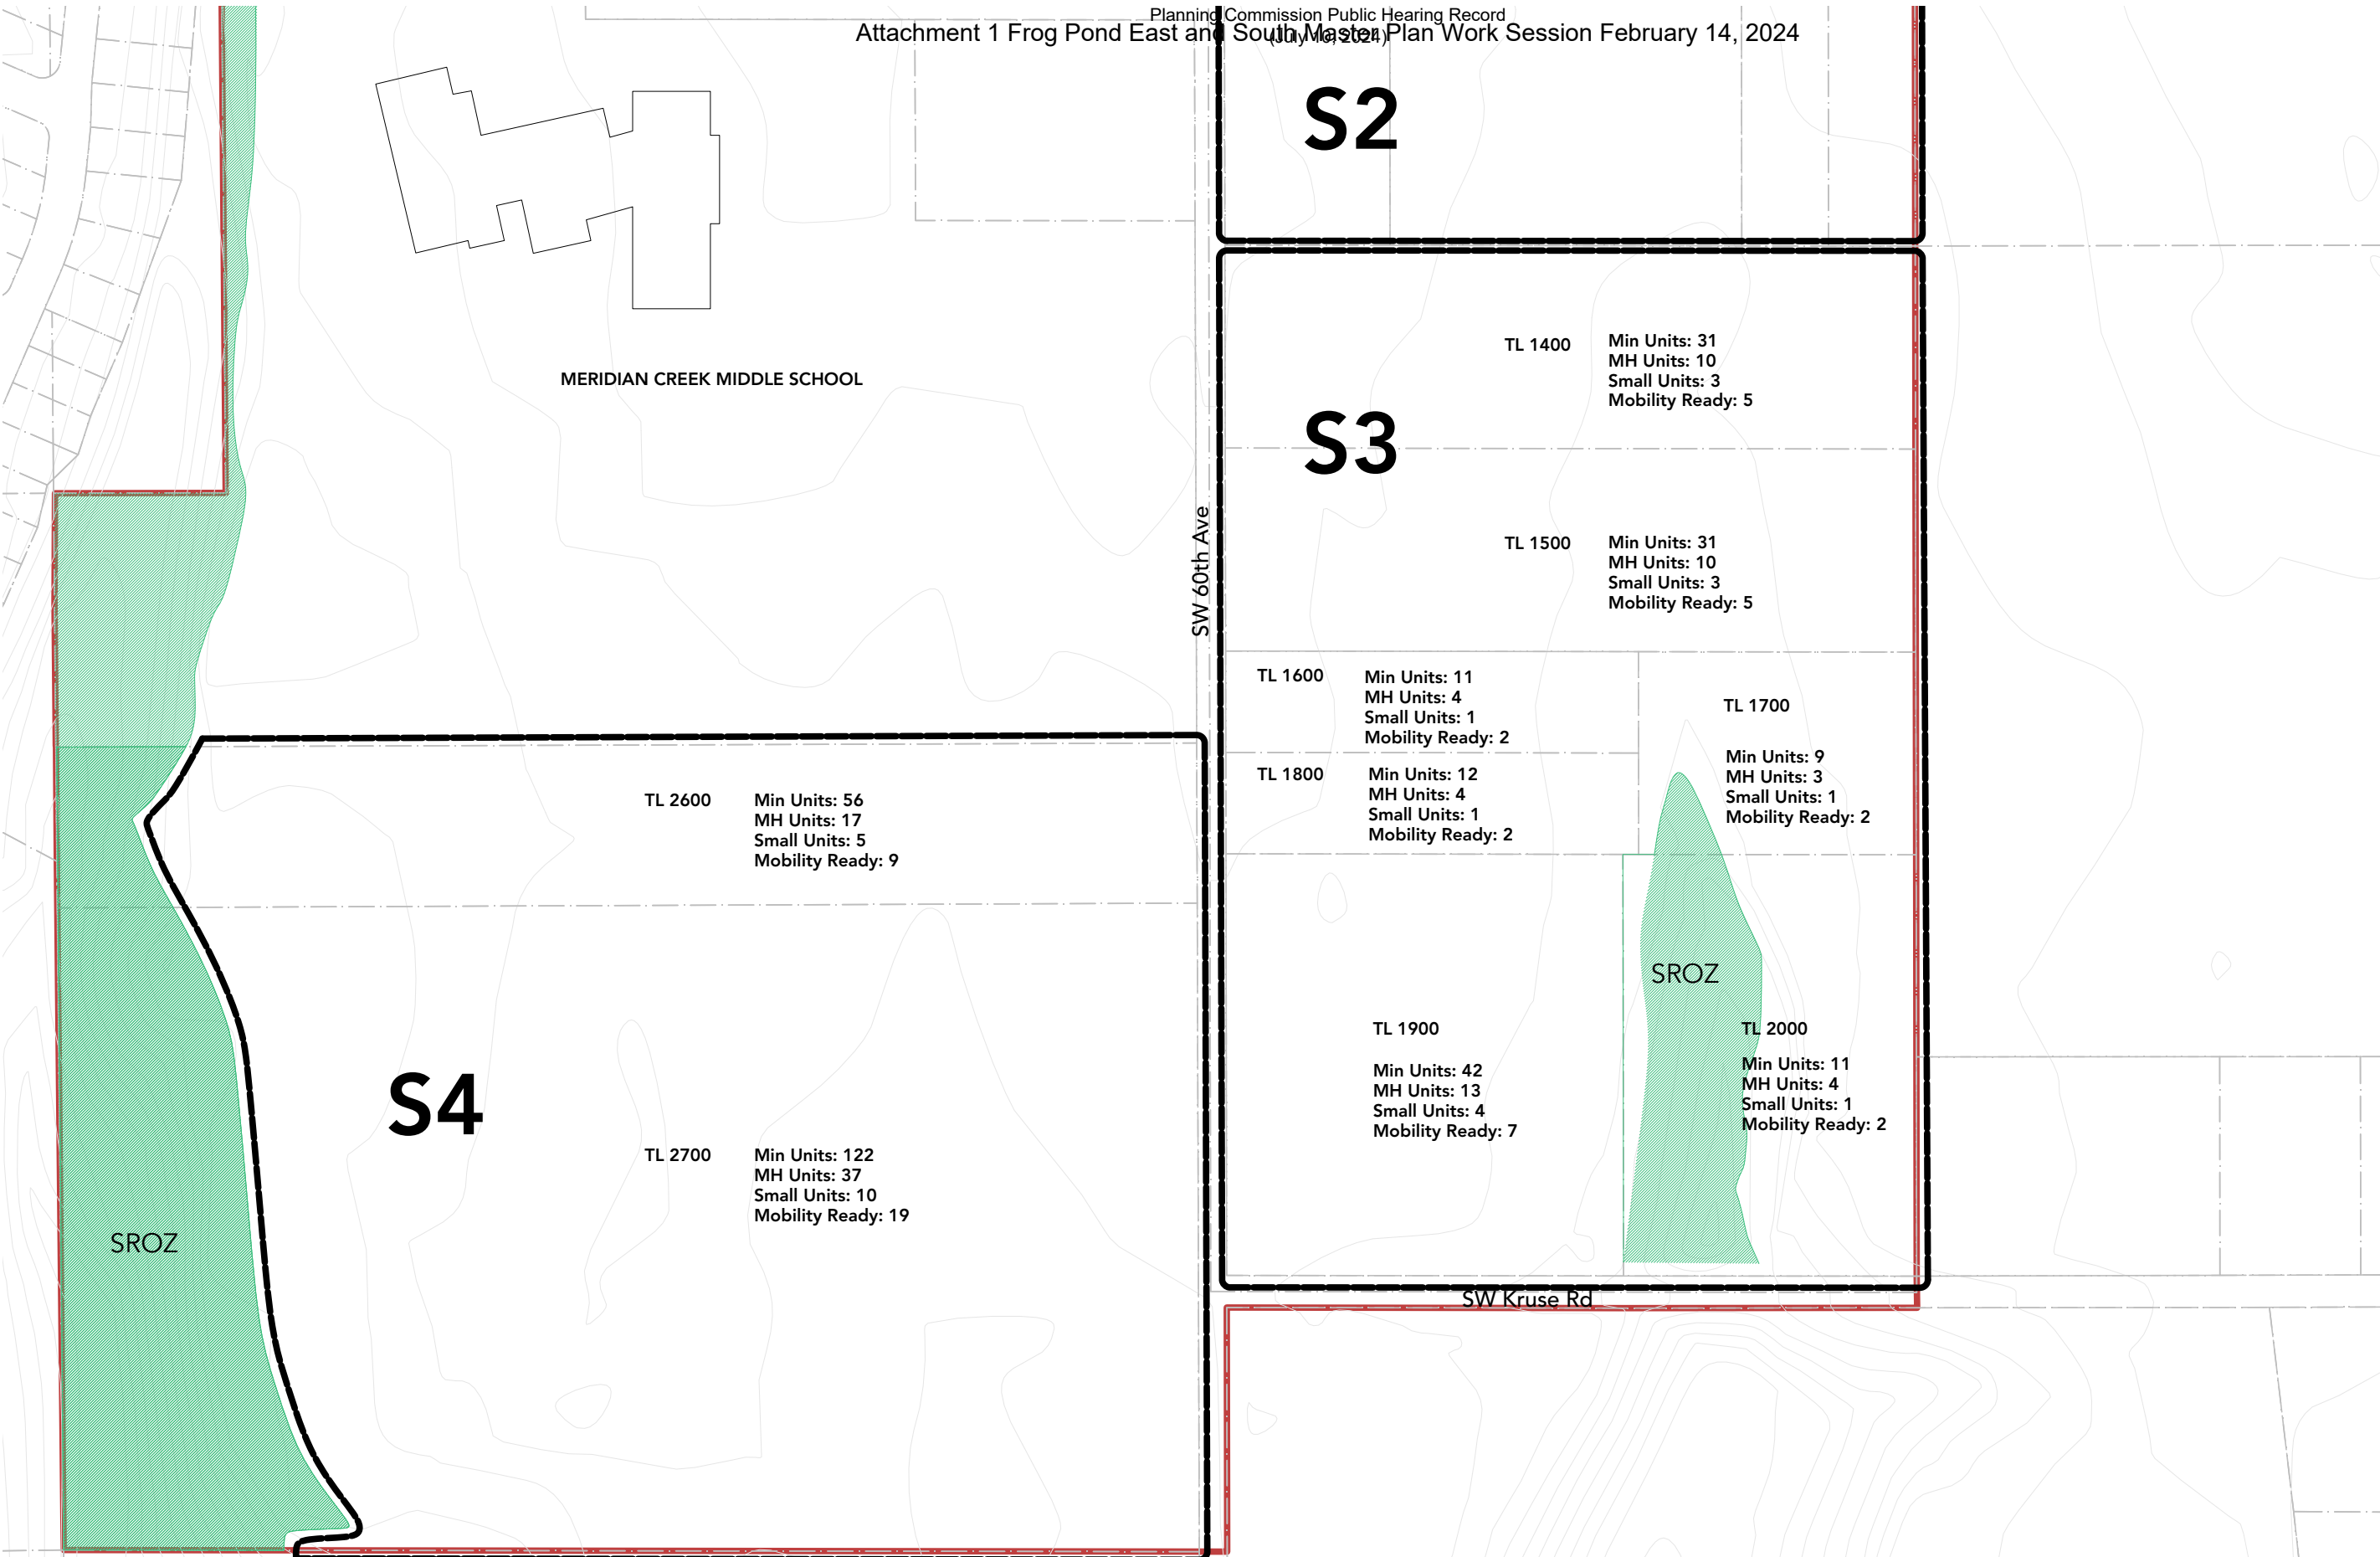 Planning Commission Public Hearing Record
(July 10, 2024)
Attachment 1 Frog Pond East and South Master Plan Work Session February 14, 2024
S2
MERIDIAN CREEK MIDDLE SCHOOL
SW 60th Ave
S3
TL 1400
Min Units: 31
MH Units: 10
Small Units: 3
Mobility Ready: 5
TL 1500
Min Units: 31
MH Units: 10
Small Units: 3
Mobility Ready: 5
TL 1600
Min Units: 11
MH Units: 4
Small Units: 1
Mobility Ready: 2
TL 1700
Min Units: 9
MH Units: 3
Small Units: 1
Mobility Ready: 2
TL 1800
Min Units: 12
MH Units: 4
Small Units: 1
Mobility Ready: 2
TL 2600
Min Units: 56
MH Units: 17
Small Units: 5
Mobility Ready: 9
SROZ
TL 1900
Min Units: 42
MH Units: 13
Small Units: 4
Mobility Ready: 7
TL 2000
Min Units: 11
MH Units: 4
Small Units: 1
Mobility Ready: 2
S4
TL 2700
Min Units: 122
MH Units: 37
Small Units: 10
Mobility Ready: 19
SROZ
SW Kruse Rd